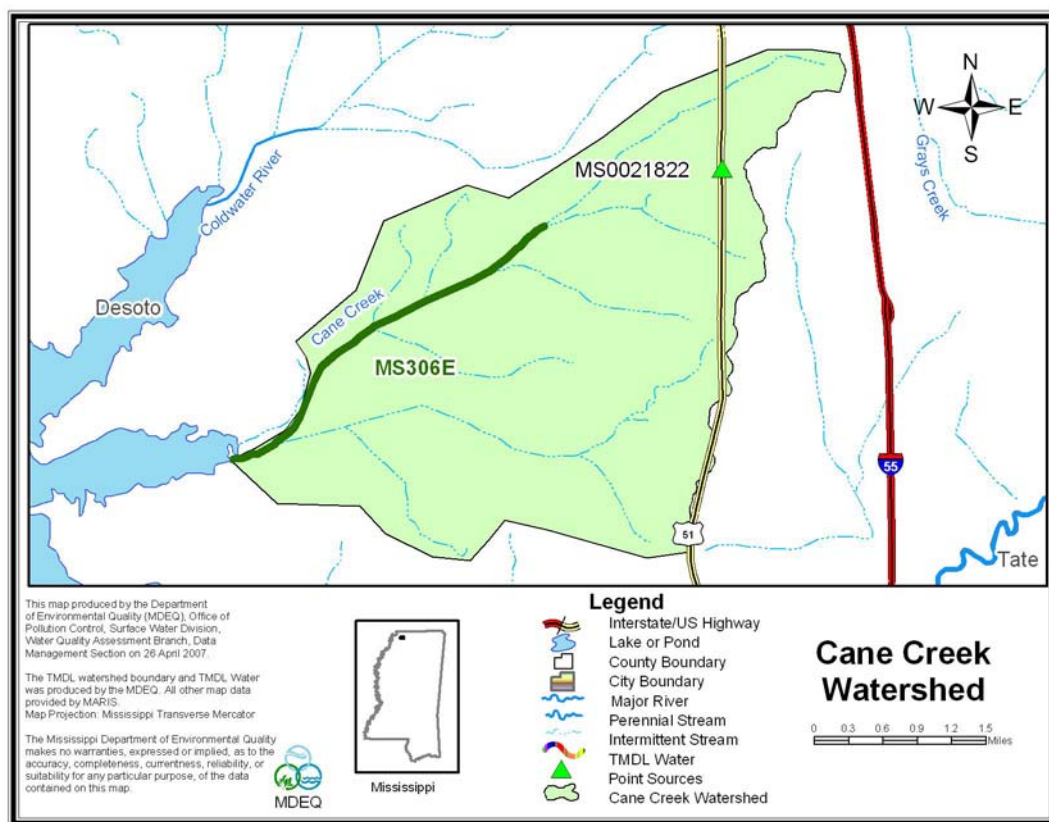 N
W E
S
MS0021822
Grays Creek
Coldwater River
Desoto
Cane Creek
MS306E
55
51
Tate
This map produced by the Department
of Environmental Quality (MDEQ), Office of
Pollution Control, Surface Water Division,
Water Quality Assessment Branch, Data
Management Section on 26 April 2007.
The TMDL watershed boundary and TMDL Water
was produced by the MDEQ. All other map data
provided by MARIS.
Map Projection: Mississippi Transverse Mercator
The Mississippi Department of Environmental Quality
makes no warranties, expressed or implied, as to the
accuracy, completeness, currentness, reliability, or
suitability for any particular purpose, of the data
contained on this map.
MDEQ
Mississippi
Legend
Interstate/US Highway
Lake or Pond
County Boundary
City Boundary
Major River
Perennial Stream
Intermittent Stream
TMDL Water
Point Sources
Cane Creek Watershed
Cane Creek
Watershed
0 0.3 0.6 0.9 1.2 1.5
Miles